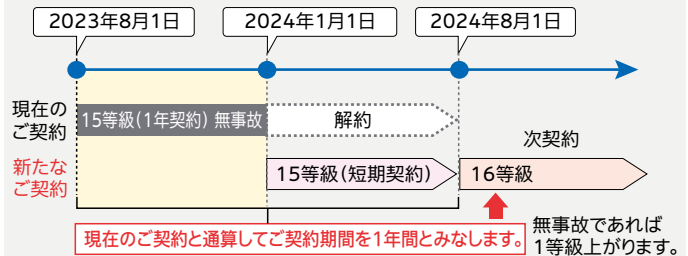 2023年8月1日
2024年1月1日
2024年8月1日
現在の
ご契約
15等級(1年契約) 無事故
解約
次契約
新たな
ご契約
15等級(短期契約)
16等級
現在のご契約と通算してご契約期間を1年間とみなします。
無事故であれば
1等級上がります。